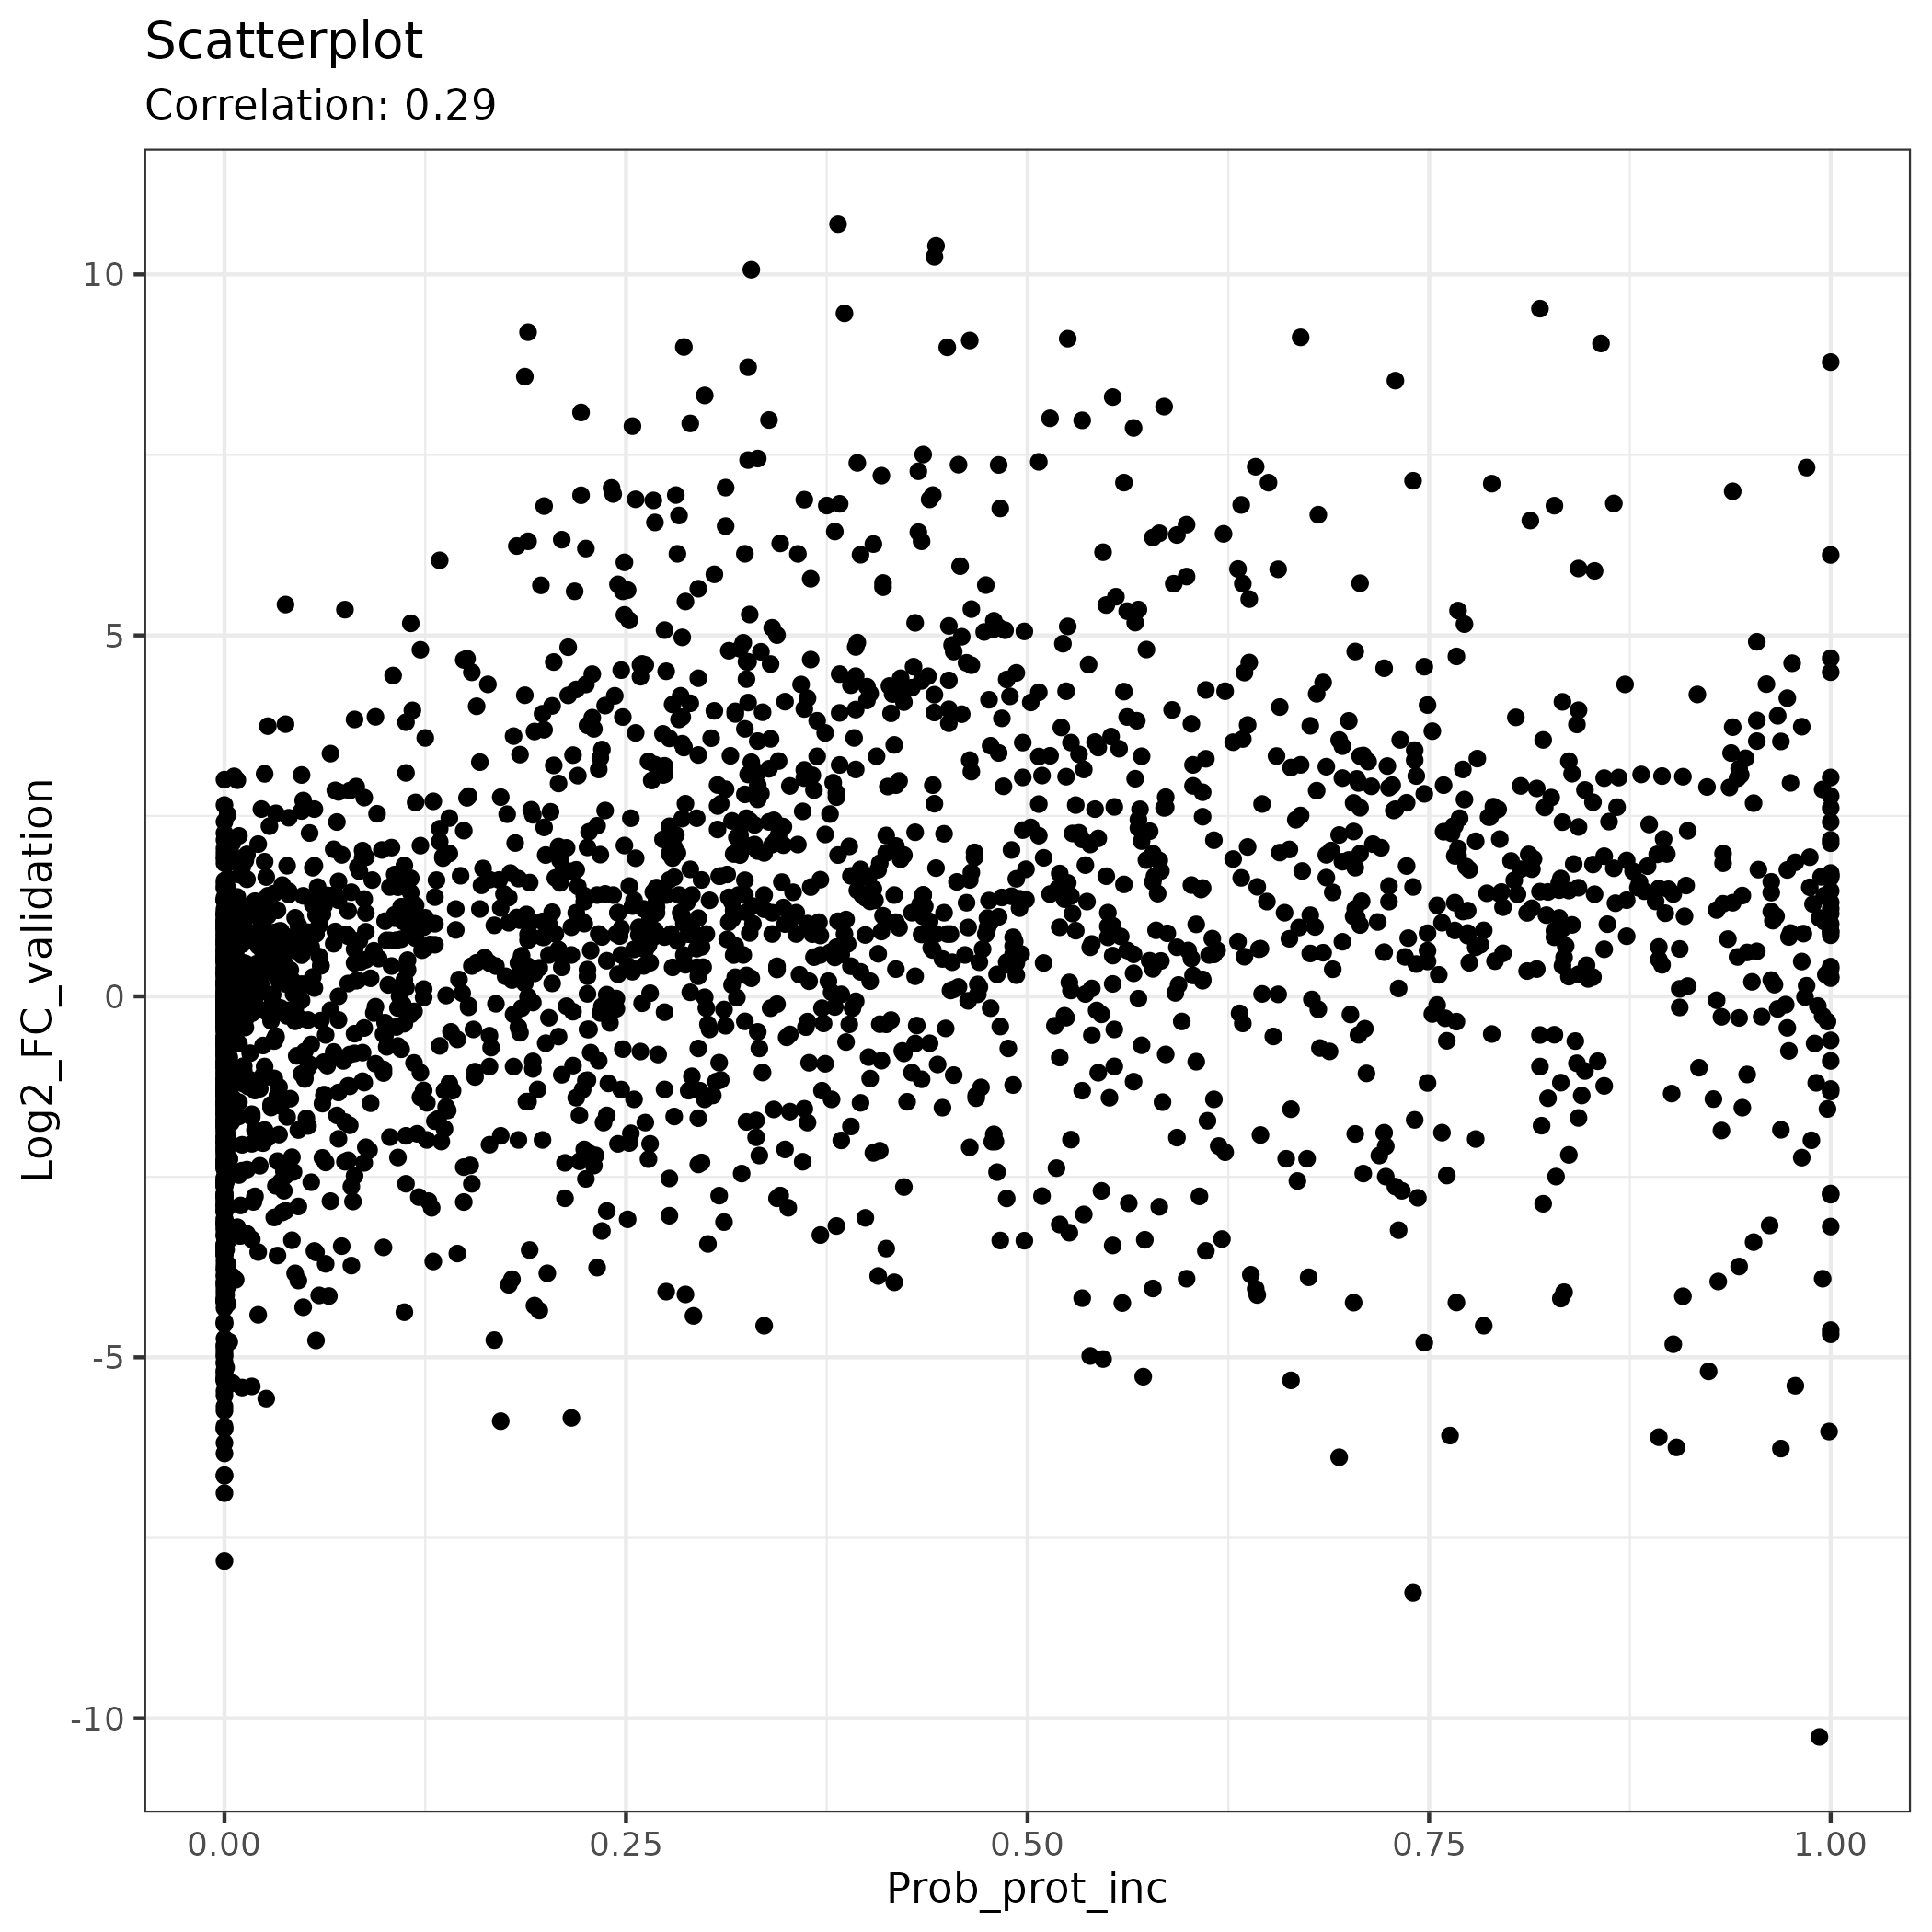 Scatterplot
Correlation: 0.29
Log2_FC_validation
10
5
0
-5
-10
0.00 0.25 0.50 0.75 1.00
Prob_prot_inc